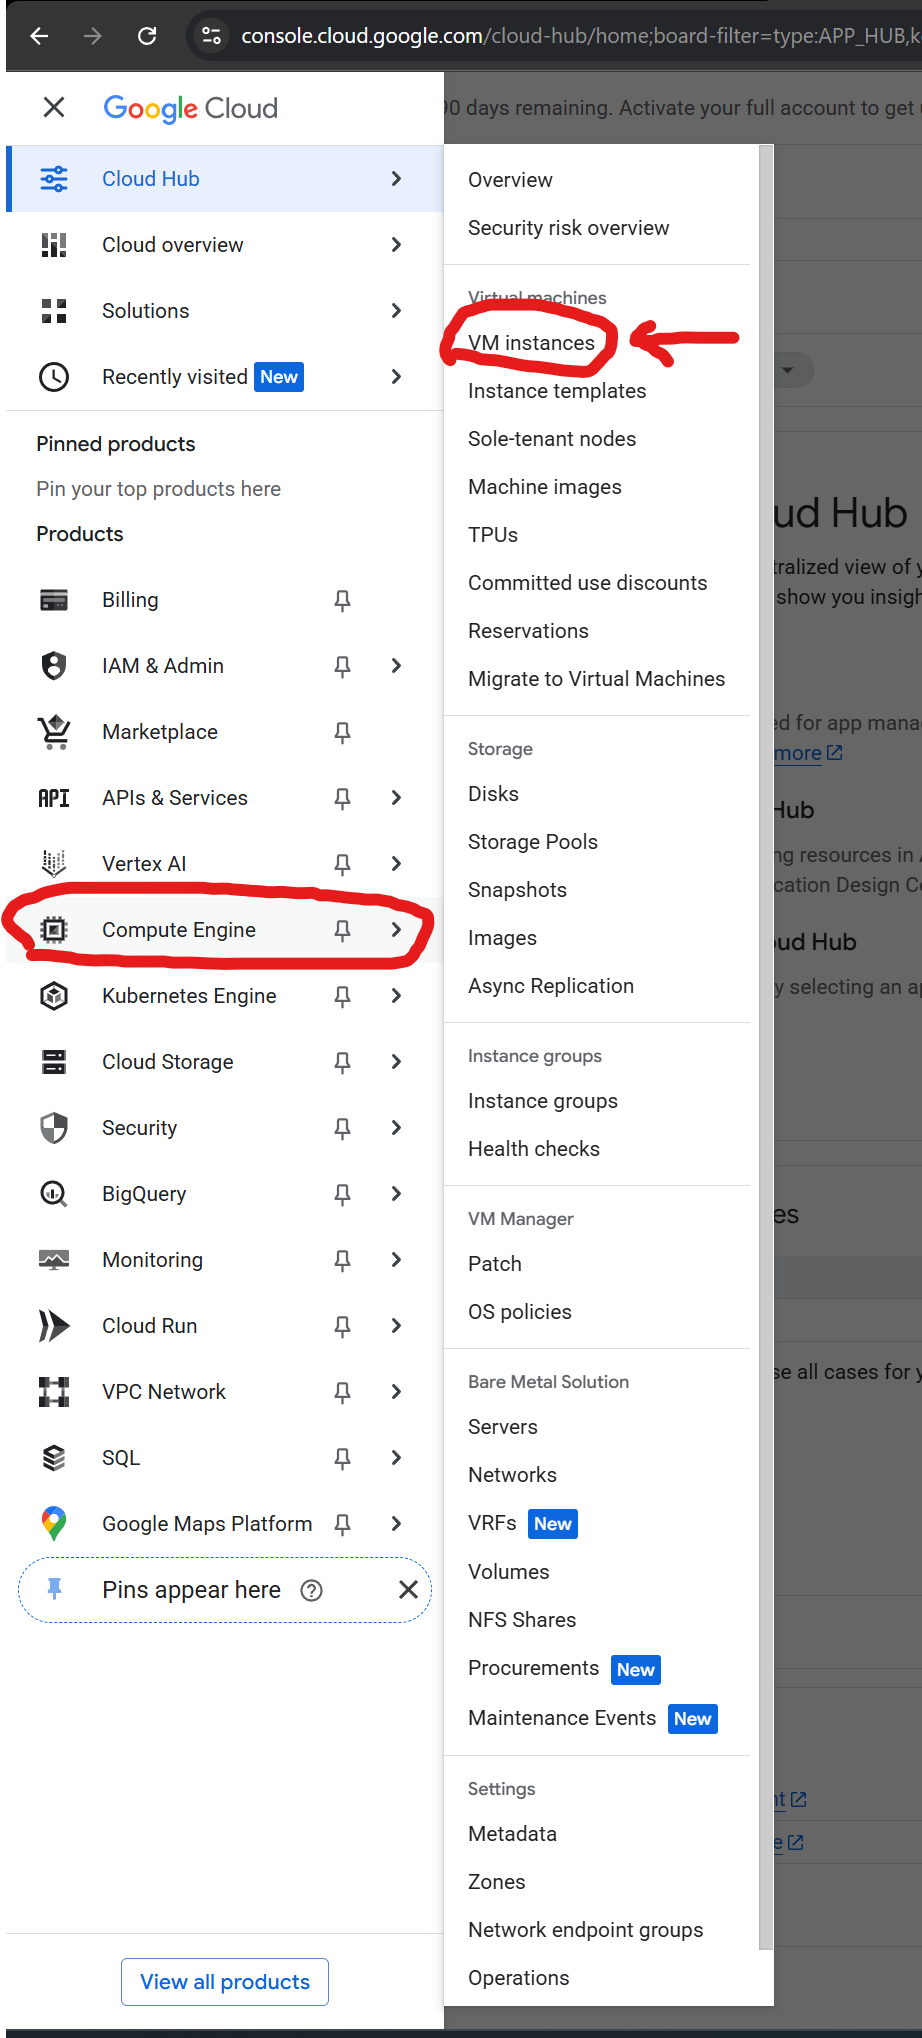 console.cloud.google.com/cloud-hub/home;board-filter=type:APP_HUB,k
Google Cloud
90 days remaining. Activate your full account to get
Cloud Hub
Cloud overview
Solutions
Recently visited New
Pinned products
Pin your top products here
Products
Billing
IAM & Admin
Marketplace
API APIs & Services
Vertex AI
Compute Engine
Kubernetes Engine
Cloud Storage
Security
BigQuery
Monitoring
Cloud Run
VPC Network
SQL
Google Maps Platform
Pins appear here
View all products
Overview
Security risk overview
Virtual machines
VM instances
Instance templates
Sole-tenant nodes
Machine images
TPUs
Committed use discounts
Reservations
Migrate to Virtual Machines
Storage
Disks
Storage Pools
Snapshots
Images
Async Replication
Instance groups
Instance groups
Health checks
VM Manager
Patch
OS policies
Bare Metal Solution
Servers
Networks
VRFs New
Volumes
NFS Shares
Procurements New
Maintenance Events New
Settings
Metadata
Zones
Network endpoint groups
Operations
ud Hub
tralized view of y
show you insigh
ed for app mana
more
Hub
ng resources in
ication Design Ce
oud Hub
y selecting an ap
es
se all cases for y
nt
e